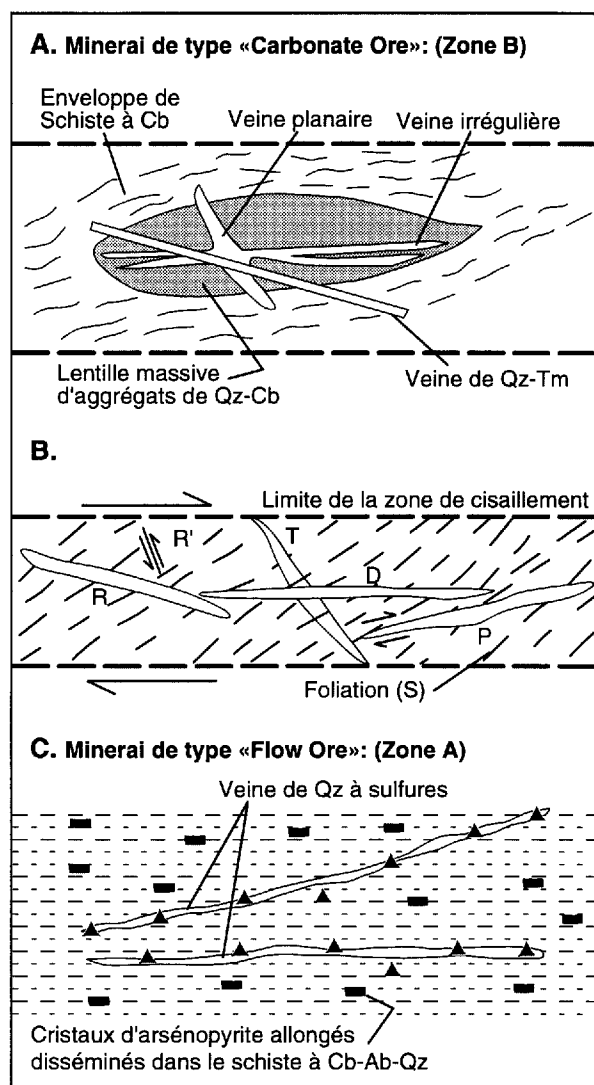 A. Minerai de type «Carbonate Ore»: (Zone B)
Enveloppe de
Schiste à Cb
Veine planaire
Veine irrégulière
Lentille massive
d'aggrégats de Qz-Cb
Veine de Qz-Tm
B.
Limite de la zone de cisaillement
R'
T
R
D
P
Foliation (S)
C. Minerai de type «Flow Ore»: (Zone A)
Veine de Qz à sulfures
Cristaux d'arsénopyrite allongés
disséminés dans le schiste à Cb-Ab-Qz